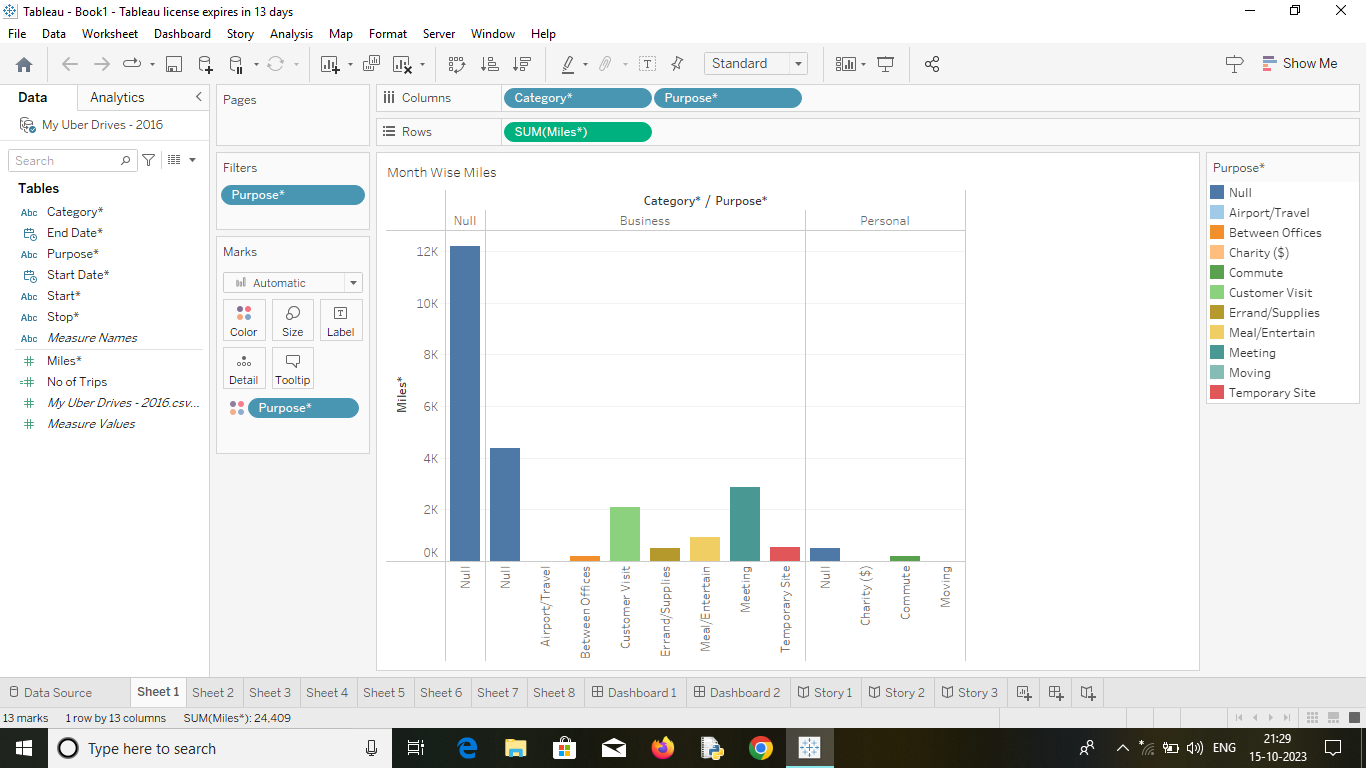 Tableau - Book1 - Tableau license expires in 13 days
File Data Worksheet Dashboard Story Analysis Map Format Server Window Help
Standard
Show Me
Data Analytics
My Uber Drives - 2016
Search
Tables
Abc Category*
End Date*
Abc Purpose*
Start Date*
Abc Start*
Abc Stop*
Abc Measure Names
# Miles*
=# No of Trips
# My Uber Drives - 2016.csv...
# Measure Values
Pages
Filters
Purpose*
Marks
Automatic
Color Size Label
Detail Tooltip
Purpose*
Columns Category* Purpose*
Rows SUM(Miles*)
Month Wise Miles
Category* / Purpose*
Null Business Personal
Miles*
12K
10K
8K
6K
4K
2K
0K
Null
Null
Airport/Travel
Between Offices
Customer Visit
Errand/Supplies
Meal/Entertain
Meeting
Temporary Site
Null
Charity ($)
Commute
Moving
Purpose*
Null
Airport/Travel
Between Offices
Charity ($)
Commute
Customer Visit
Errand/Supplies
Meal/Entertain
Meeting
Moving
Temporary Site
Data Source Sheet 1 Sheet 2 Sheet 3 Sheet 4 Sheet 5 Sheet 6 Sheet 7 Sheet 8 Dashboard 1 Dashboard 2 Story 1 Story 2 Story 3
13 marks 1 row by 13 columns SUM(Miles*): 24,409
Type here to search
ENG
21:29
15-10-2023